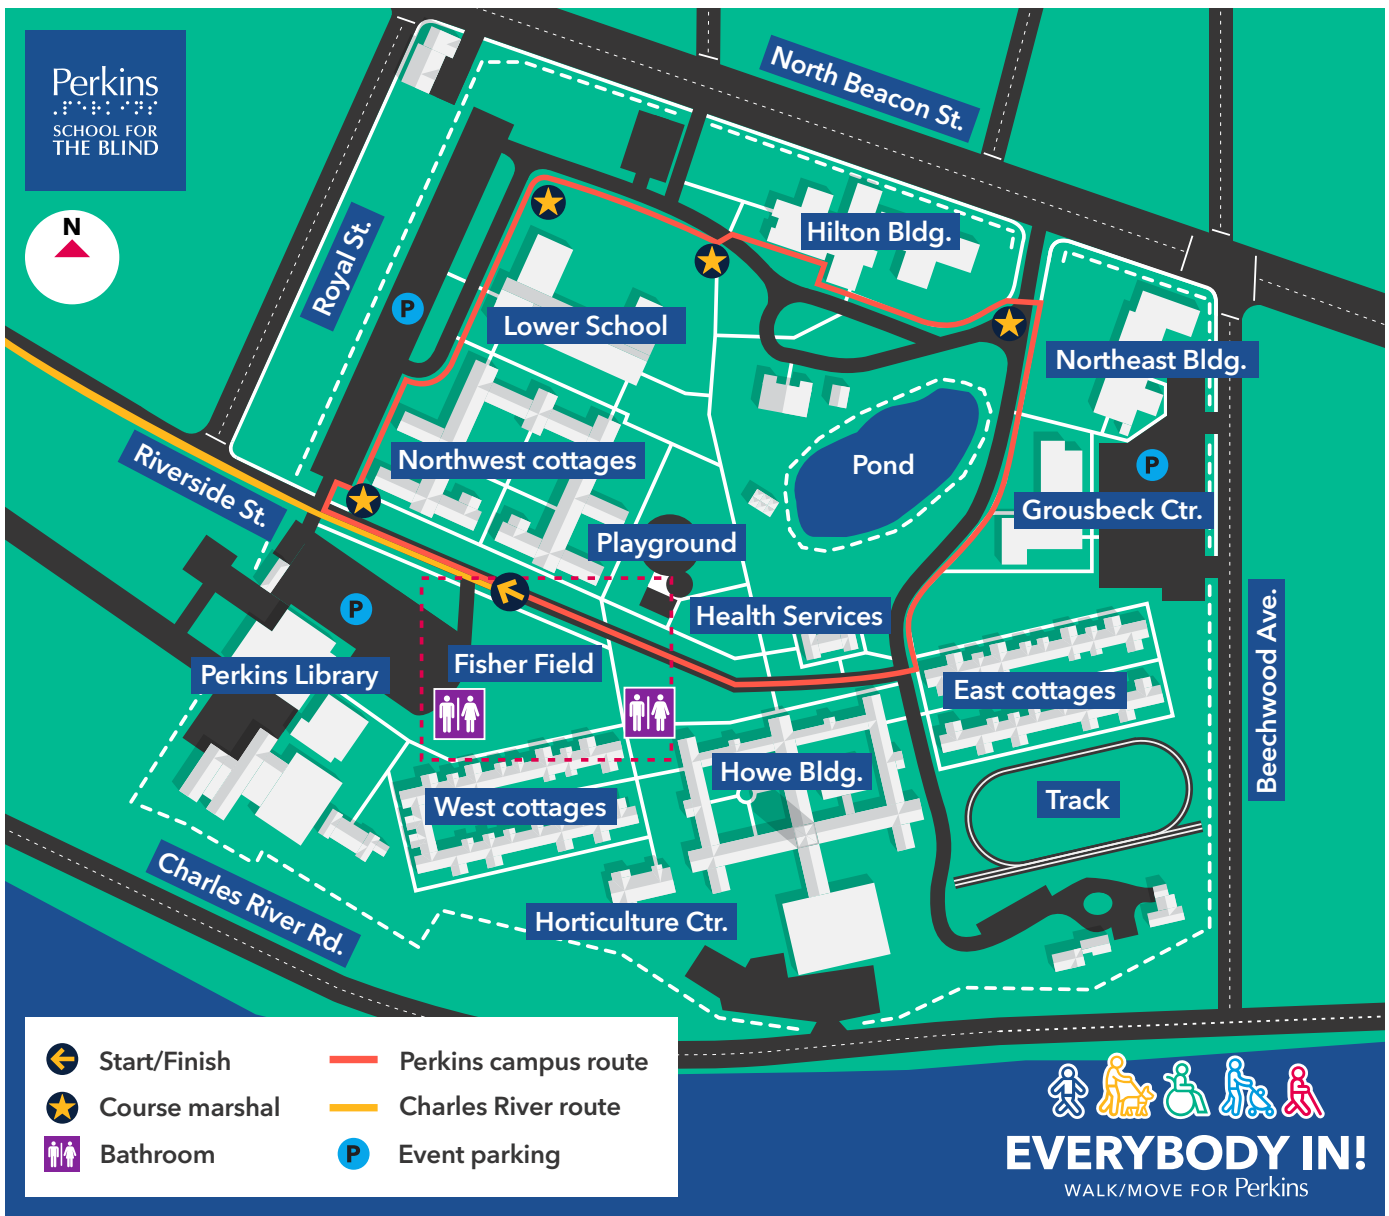 Perkins
⠏⠑⠗⠅⠊⠝⠎
SCHOOL FOR
THE BLIND
N
North Beacon St.
Royal St.
Hilton Bldg.
P
Lower School
Northeast Bldg.
Northwest cottages
Pond
P
Riverside St.
Grousbeck Ctr.
Playground
P
Health Services
Fisher Field
Perkins Library
East cottages
Beechwood Ave.
Howe Bldg.
West cottages
Track
Charles River Rd.
Horticulture Ctr.
Start/Finish
Perkins campus route
Course marshal
Charles River route
Bathroom
P
Event parking
EVERYBODY IN!
WALK/MOVE FOR Perkins